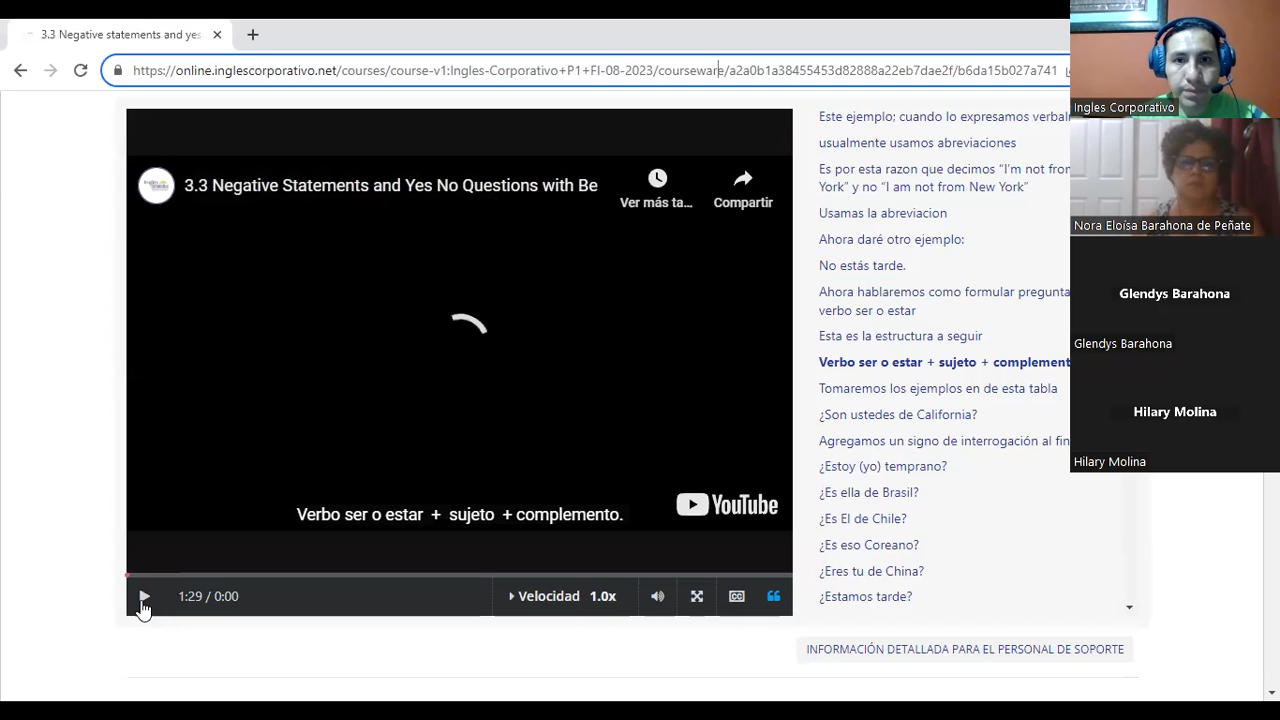 3.3 Negative statements and yes
https://online.inglescorporativo.net/courses/course-v1:Ingles-Corporativo+P1+FI-08-2023/courseware/a2a0b1a38455453d82888a22eb7dae2f/b6da15b027a741
3.3 Negative Statements and Yes No Questions with Be
Ver más ta...
Compartir
Verbo ser o estar + sujeto + complemento.
YouTube
1:29 / 0:00
Velocidad 1.0x
Este ejemplo; cuando lo expresamos verbal
usualmente usamos abreviaciones
Es por esta razon que decimos “I'm not from
York” y no “I am not from New York”
Usamas la abreviacion
Ahora daré otro ejemplo:
No estás tarde.
Ahora hablaremos como formular pregunta
verbo ser o estar
Esta es la estructura a seguir
Verbo ser o estar + sujeto + complement
Tomaremos los ejemplos en de esta tabla
¿Son ustedes de California?
Agregamos un signo de interrogación al fin
¿Estoy (yo) temprano?
¿Es ella de Brasil?
¿Es El de Chile?
¿Es eso Coreano?
¿Eres tu de China?
¿Estamos tarde?
INFORMACIÓN DETALLADA PARA EL PERSONAL DE SOPORTE
Ingles Corporativo
Nora Eloísa Barahona de Peñate
Glendys Barahona
Glendys Barahona
Hilary Molina
Hilary Molina